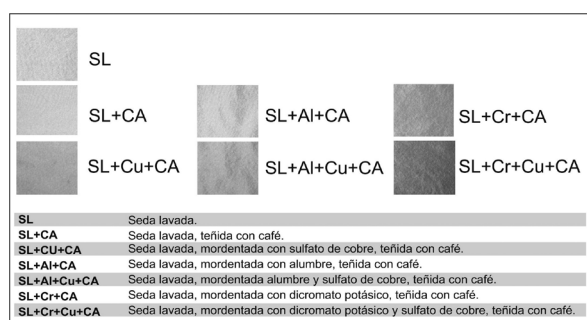 SL
SL+CA SL+Al+CA SL+Cr+CA
SL+Cu+CA SL+Al+Cu+CA SL+Cr+Cu+CA
SL Seda lavada.
SL+CA Seda lavada, teñida con café.
SL+CU+CA Seda lavada, mordentada con sulfato de cobre, teñida con café.
SL+Al+CA Seda lavada, mordentada con alumbre, teñida con café.
SL+Al+Cu+CA Seda lavada, mordentada alumbre y sulfato de cobre, teñida con café.
SL+Cr+CA Seda lavada, mordentada con dicromato potásico, teñida con café.
SL+Cr+Cu+CA Seda lavada, mordentada con dicromato potásico y sulfato de cobre, teñida con café.